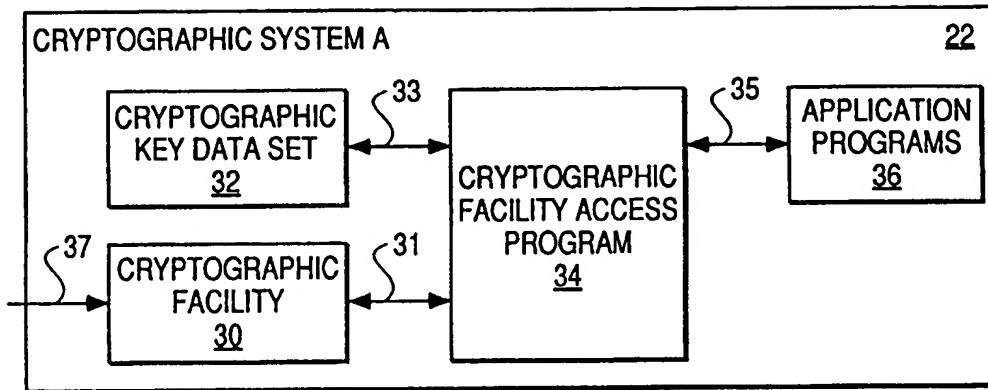 CRYPTOGRAPHIC SYSTEM A
22
CRYPTOGRAPHIC
KEY DATA SET
32
33
CRYPTOGRAPHIC
FACILITY ACCESS
PROGRAM
34
35
APPLICATION
PROGRAMS
36
37
CRYPTOGRAPHIC
FACILITY
30
31